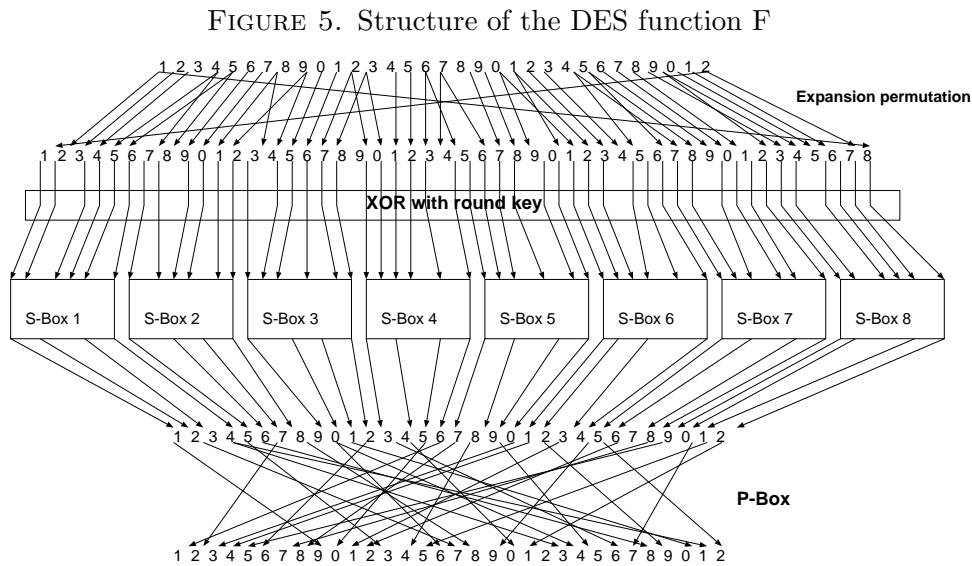 FIGURE 5. Structure of the DES function F
1 2 3 4 5 6 7 8 9 0 1 2 3 4 5 6 7 8 9 0 1 2 3 4 5 6 7 8 9 0 1 2
Expansion permutation
1 2 3 4 5 6 7 8 9 0 1 2 3 4 5 6 7 8 9 0 1 2 3 4 5 6 7 8 9 0 1 2 3 4 5 6 7 8 9 0 1 2 3 4 5 6 7 8
XOR with round key
S-Box 1 S-Box 2 S-Box 3 S-Box 4 S-Box 5 S-Box 6 S-Box 7 S-Box 8
1 2 3 4 5 6 7 8 9 0 1 2 3 4 5 6 7 8 9 0 1 2 3 4 5 6 7 8 9 0 1 2
P-Box
1 2 3 4 5 6 7 8 9 0 1 2 3 4 5 6 7 8 9 0 1 2 3 4 5 6 7 8 9 0 1 2